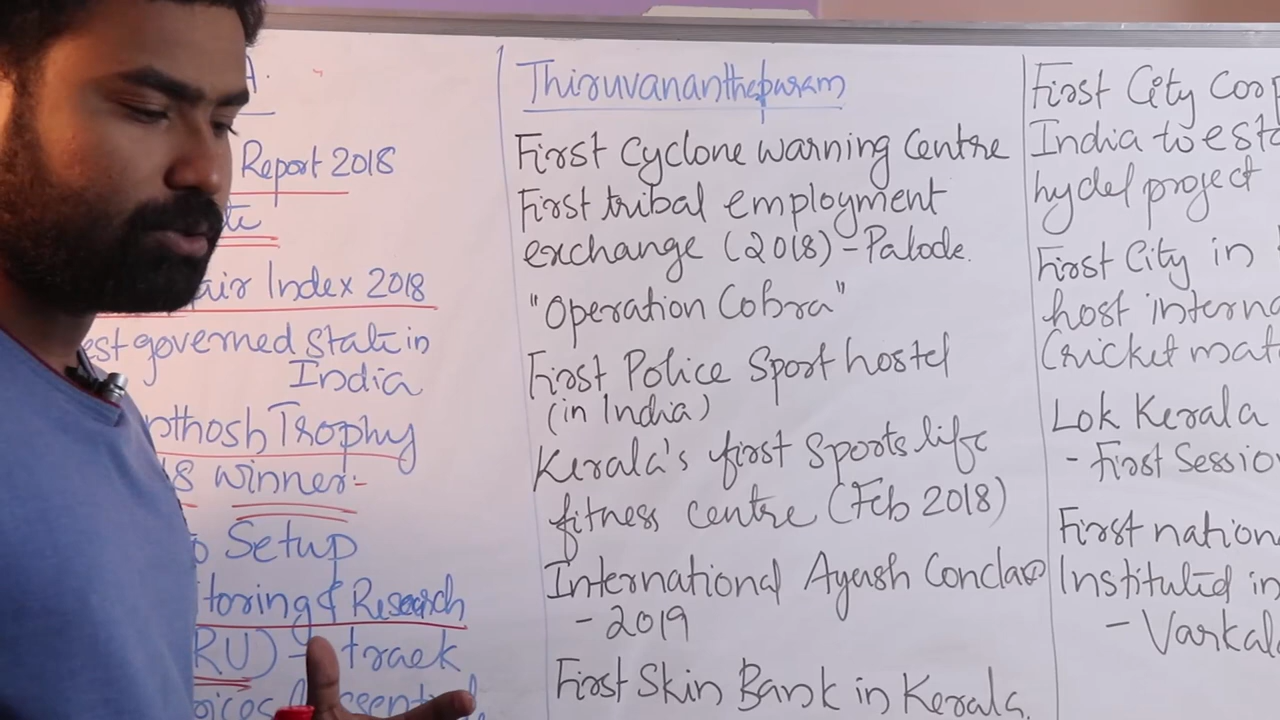 A.
Report 2018
air Index 2018
est governed state in
India
nthosh Trophy
18 winner:-
Setup
toring & Research
RU) - track
Thiruvananthapuram
First Cyclone warning Centre
First tribal employment
exchange (2018) - Palode.
"Operation Cobra"
First Police Sport hostel
(in India)
Kerala's first Sports life
fitness centre (Feb 2018)
International Ayush Conclave
- 2019
First Skin Bank in Kerala.
First City Corp
India to esta
hydel project
First City in
host interna
Cricket mat
Lok Kerala
- First Sessio
First nation
Instituted in
- Varkal